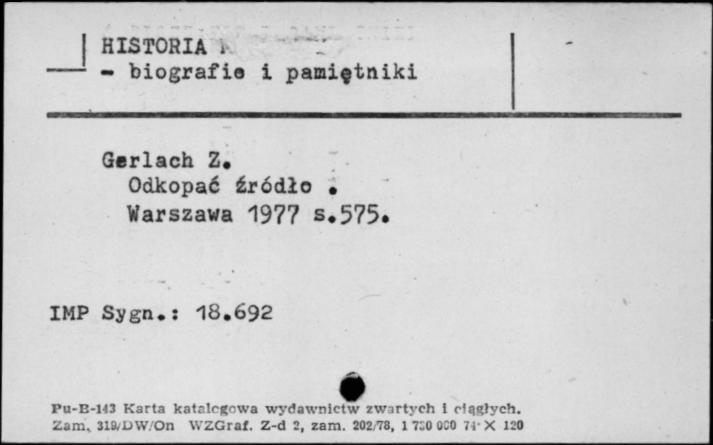 HISTORIA
- biografie i pamiętniki
Gerlach Z.
Odkopać źródło .
Warszawa 1977 s.575.
IMP Sygn.: 18.692
Pu-B-143 Karta katalogowa wydawnictw zwartych i ciągłych.
Zam. 319/DW/On WZGraf. Z-d 2, zam. 202/78, 1 730 000 74 X 120